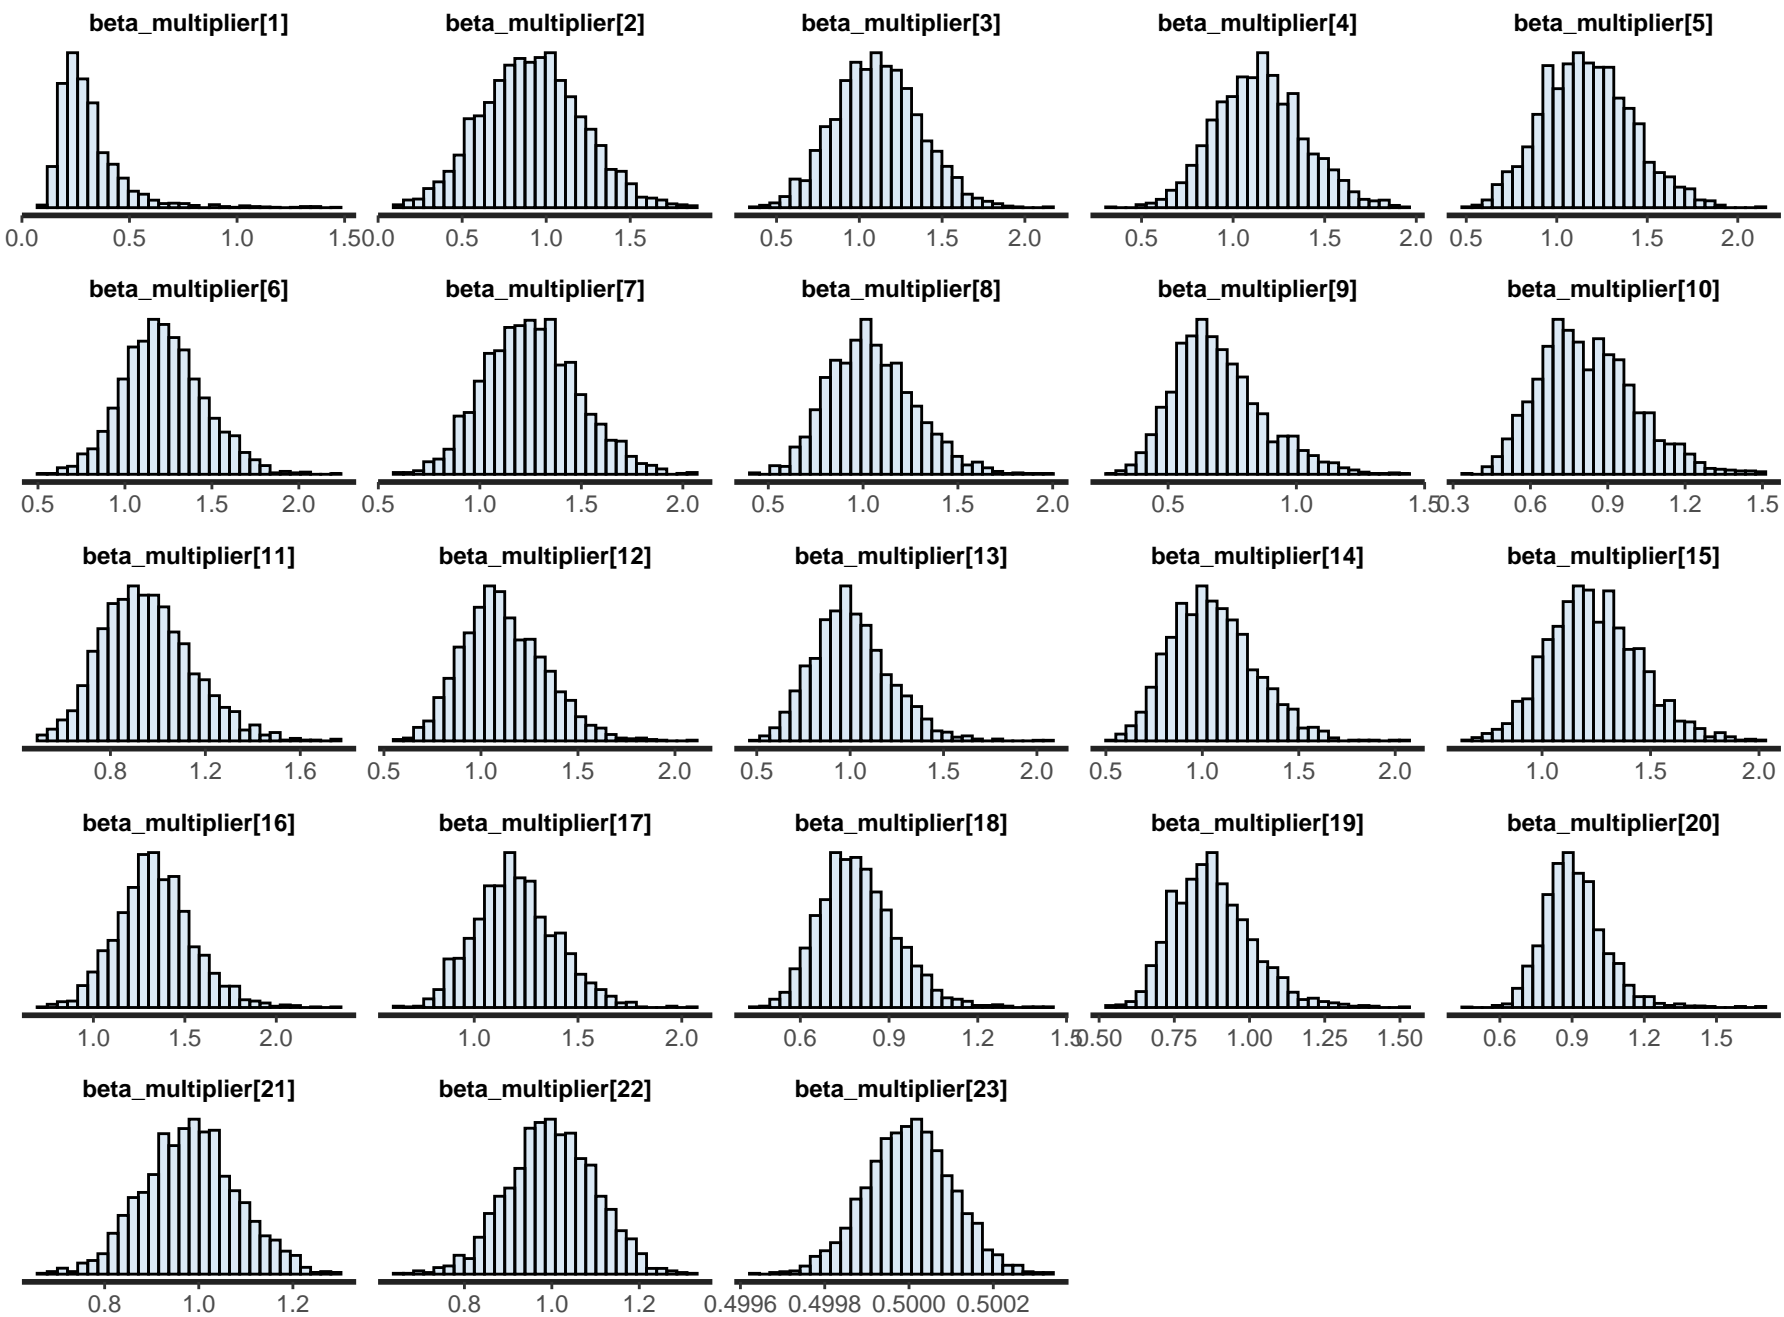 beta_multiplier[1] beta_multiplier[2] beta_multiplier[3] beta_multiplier[4] beta_multiplier[5]
0.0 0.5 1.0 1.5 0.0 0.5 1.0 1.5 0.5 1.0 1.5 2.0 0.5 1.0 1.5 2.0 0.5 1.0 1.5 2.0
beta_multiplier[6] beta_multiplier[7] beta_multiplier[8] beta_multiplier[9] beta_multiplier[10]
0.5 1.0 1.5 2.0 0.5 1.0 1.5 2.0 0.5 1.0 1.5 2.0 0.5 1.0 1.5 0.3 0.6 0.9 1.2 1.5
beta_multiplier[11] beta_multiplier[12] beta_multiplier[13] beta_multiplier[14] beta_multiplier[15]
0.8 1.2 1.6 0.5 1.0 1.5 2.0 0.5 1.0 1.5 2.0 0.5 1.0 1.5 2.0 1.0 1.5 2.0
beta_multiplier[16] beta_multiplier[17] beta_multiplier[18] beta_multiplier[19] beta_multiplier[20]
1.0 1.5 2.0 1.0 1.5 2.0 0.6 0.9 1.2 1.5 0.50 0.75 1.00 1.25 1.50 0.6 0.9 1.2 1.5
beta_multiplier[21] beta_multiplier[22] beta_multiplier[23]
0.8 1.0 1.2 0.8 1.0 1.2 0.4996 0.4998 0.5000 0.5002